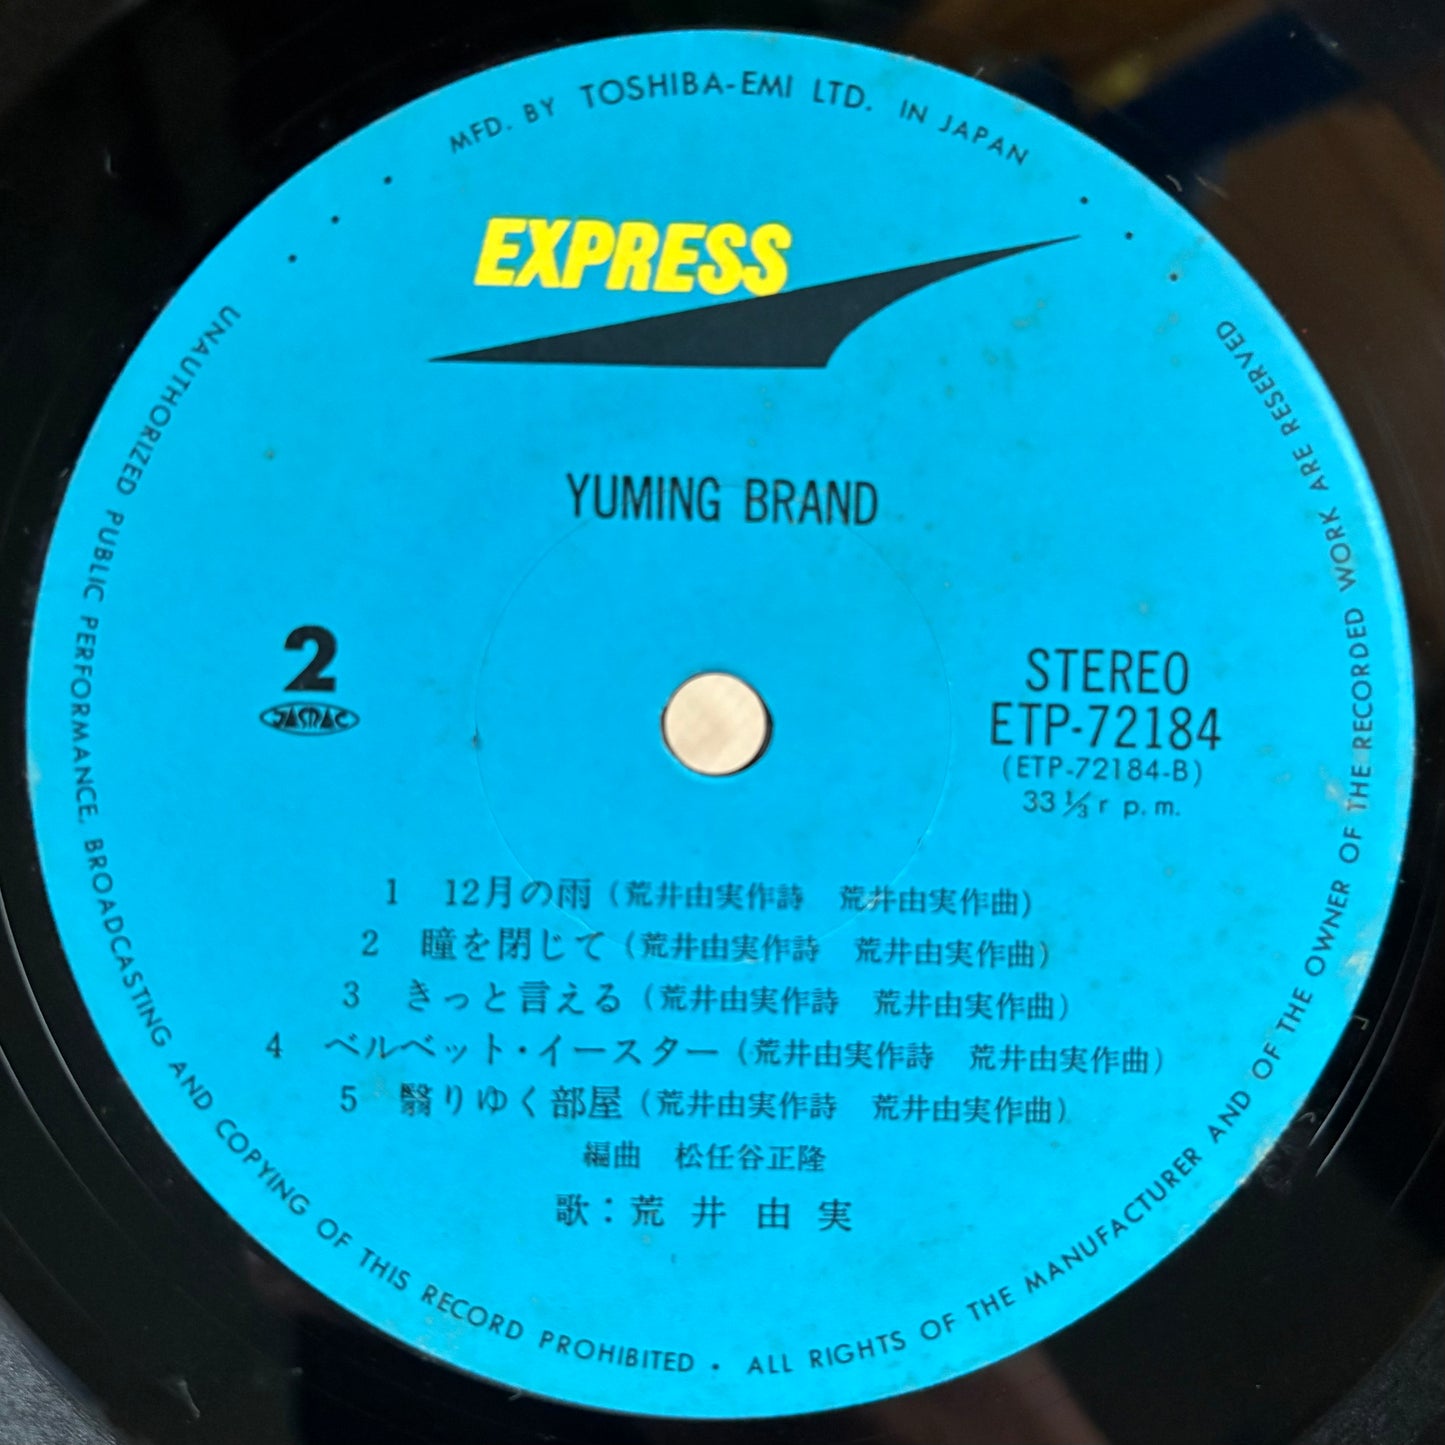 MFD. BY TOSHIBA-EMI LTD. IN JAPAN
EXPRESS
YUMING BRAND
2
JASRAC
STEREO
ETP-72184
(ETP-72184-B)
33 1/3 r p.m.
1 12月の雨 (荒井由実作詩 荒井由実作曲)
2 瞳を閉じて (荒井由実作詩 荒井由実作曲)
3 きっと言える (荒井由実作詩 荒井由実作曲)
4 ベルベット・イースター (荒井由実作詩 荒井由実作曲)
5 翳りゆく部屋 (荒井由実作詩 荒井由実作曲)
編曲 松任谷正隆
歌：荒井由実
UNAUTHORIZED PUBLIC PERFORMANCE, BROADCASTING AND COPYING OF THIS RECORD PROHIBITED • ALL RIGHTS OF THE MANUFACTURER AND OF THE OWNER OF THE RECORDED WORK ARE RESERVED